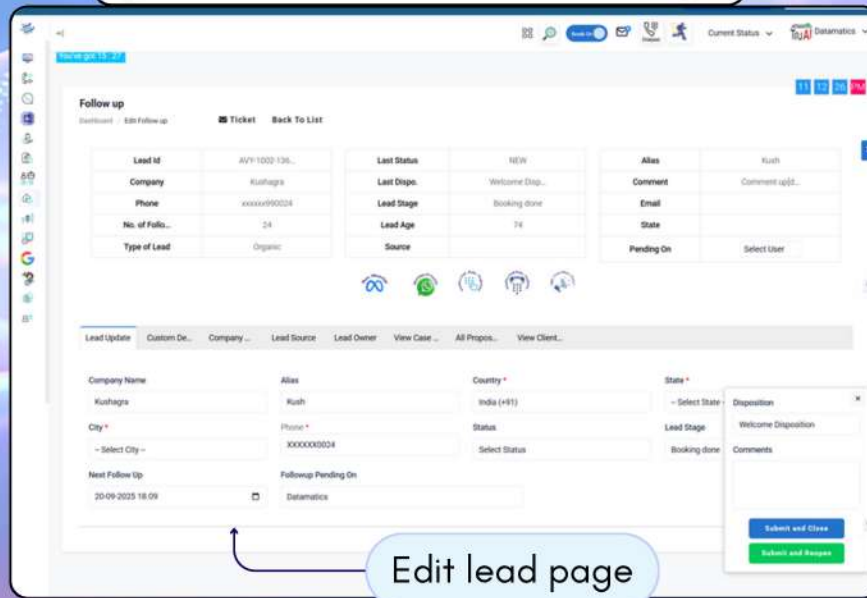 Current Status
Datamatics
You've got 15 : 27
11 12 26 PM
Follow up
Dashboard / Edit Follow up
Ticket Back To List
Lead Id AVY-1002-136... Last Status NEW Alias Kush
Company Kushagra Last Dispo. Welcome Disp... Comment Comment upjd...
Phone xxxxxx990024 Lead Stage Booking done Email
No. of Follo... 24 Lead Age 74 State
Type of Lead Organic Source Pending On Select User
Lead Update Custom De... Company ... Lead Source Lead Owner View Case ... All Propos... View Client...
Company Name Alias Country * State *
Kushagra Kush India (+91) -- Select State
City * Phone * Status Lead Stage
-- Select City -- XXXXXX0024 Select Status Booking done
Next Follow Up Followup Pending On
20-09-2025 18:09 Datamatics
Disposition ×
Welcome Disposition
Comments
Submit and Close
Submit and Reopen
Edit lead page